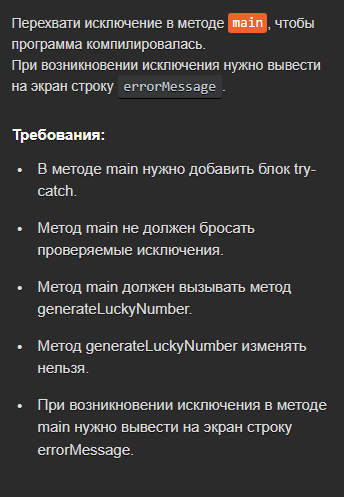 Перехвати исключение в методе main, чтобы
программа компилировалась.
При возникновении исключения нужно вывести
на экран строку errorMessage.
Требования:
• В методе main нужно добавить блок try-
catch.
• Метод main не должен бросать
проверяемые исключения.
• Метод main должен вызывать метод
generateLuckyNumber.
• Метод generateLuckyNumber изменять
нельзя.
• При возникновении исключения в методе
main нужно вывести на экран строку
errorMessage.